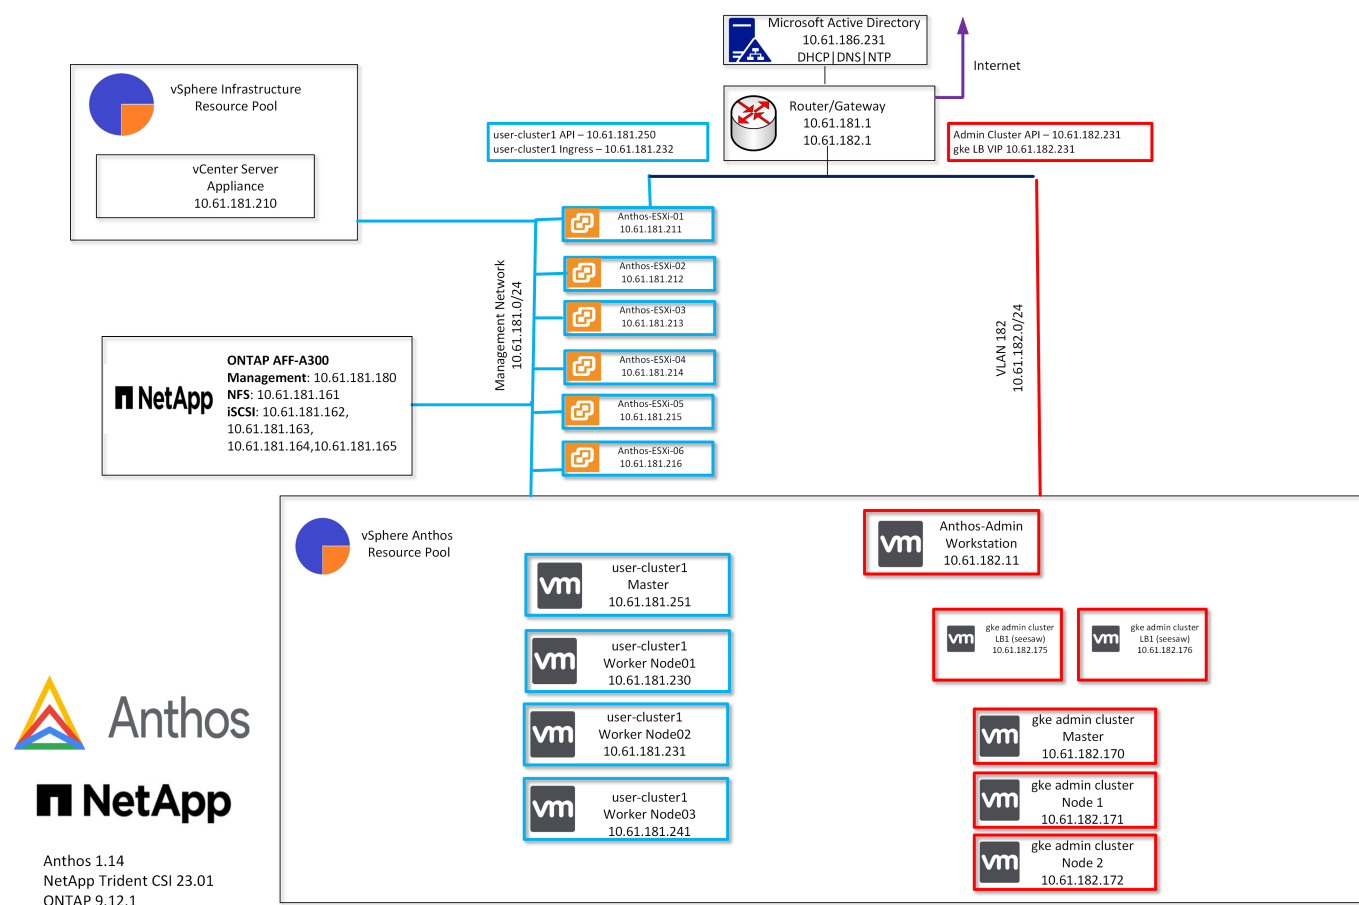 Microsoft Active Directory
10.61.186.231
DHCP|DNS|NTP
Internet
vSphere Infrastructure
Resource Pool
vCenter Server
Appliance
10.61.181.210
Router/Gateway
10.61.181.1
10.61.182.1
user-cluster1 API – 10.61.181.250
user-cluster1 Ingress – 10.61.181.232
Admin Cluster API – 10.61.182.231
gke LB VIP 10.61.182.231
Anthos-ESXi-01
10.61.181.211
Anthos-ESXi-02
10.61.181.212
Anthos-ESXi-03
10.61.181.213
Anthos-ESXi-04
10.61.181.214
Anthos-ESXi-05
10.61.181.215
Anthos-ESXi-06
10.61.181.216
Management Network
10.61.181.0/24
VLAN 182
10.61.182.0/24
NetApp
ONTAP AFF-A300
Management: 10.61.181.180
NFS: 10.61.181.161
iSCSI: 10.61.181.162,
10.61.181.163,
10.61.181.164,10.61.181.165
vSphere Anthos
Resource Pool
vm
user-cluster1
Master
10.61.181.251
vm
user-cluster1
Worker Node01
10.61.181.230
vm
user-cluster1
Worker Node02
10.61.181.231
vm
user-cluster1
Worker Node03
10.61.181.241
vm
Anthos-Admin
Workstation
10.61.182.11
vm
gke admin cluster
LB1 (seesaw)
10.61.182.175
vm
gke admin cluster
LB1 (seesaw)
10.61.182.176
vm
gke admin cluster
Master
10.61.182.170
vm
gke admin cluster
Node 1
10.61.182.171
vm
gke admin cluster
Node 2
10.61.182.172
Anthos
NetApp
Anthos 1.14
NetApp Trident CSI 23.01
ONTAP 9.12.1